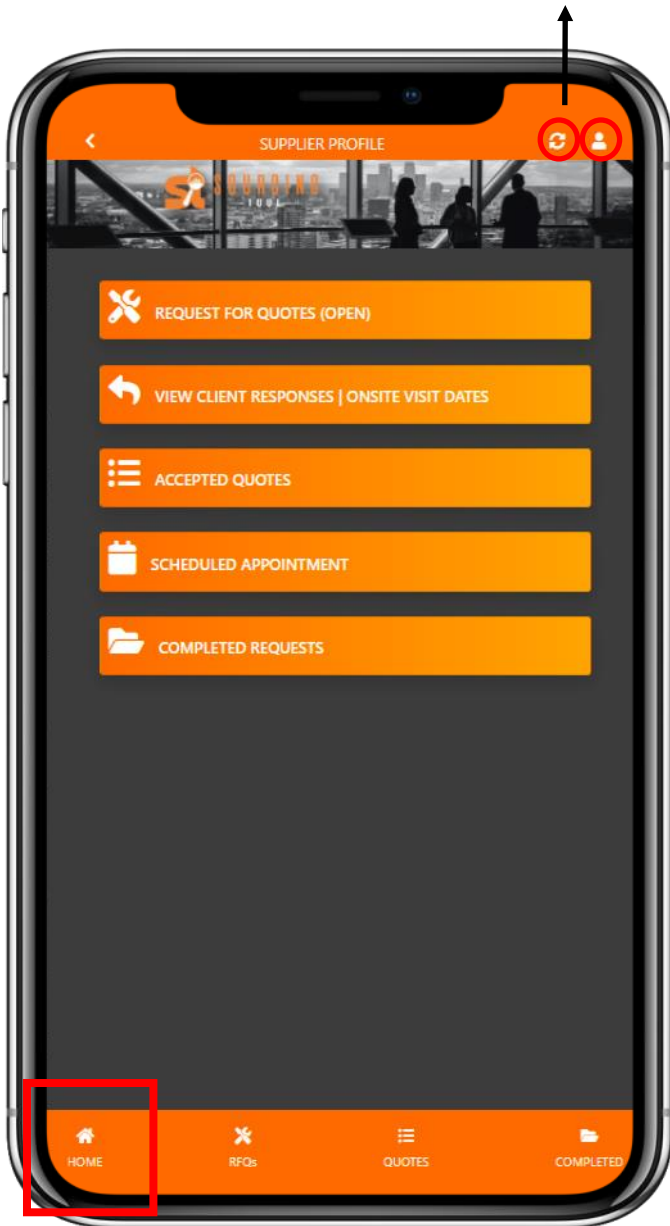 SUPPLIER PROFILE
SOURCING
TOOL
REQUEST FOR QUOTES (OPEN)
VIEW CLIENT RESPONSES | ONSITE VISIT DATES
ACCEPTED QUOTES
SCHEDULED APPOINTMENT
COMPLETED REQUESTS
HOME
RFQs
QUOTES
COMPLETED